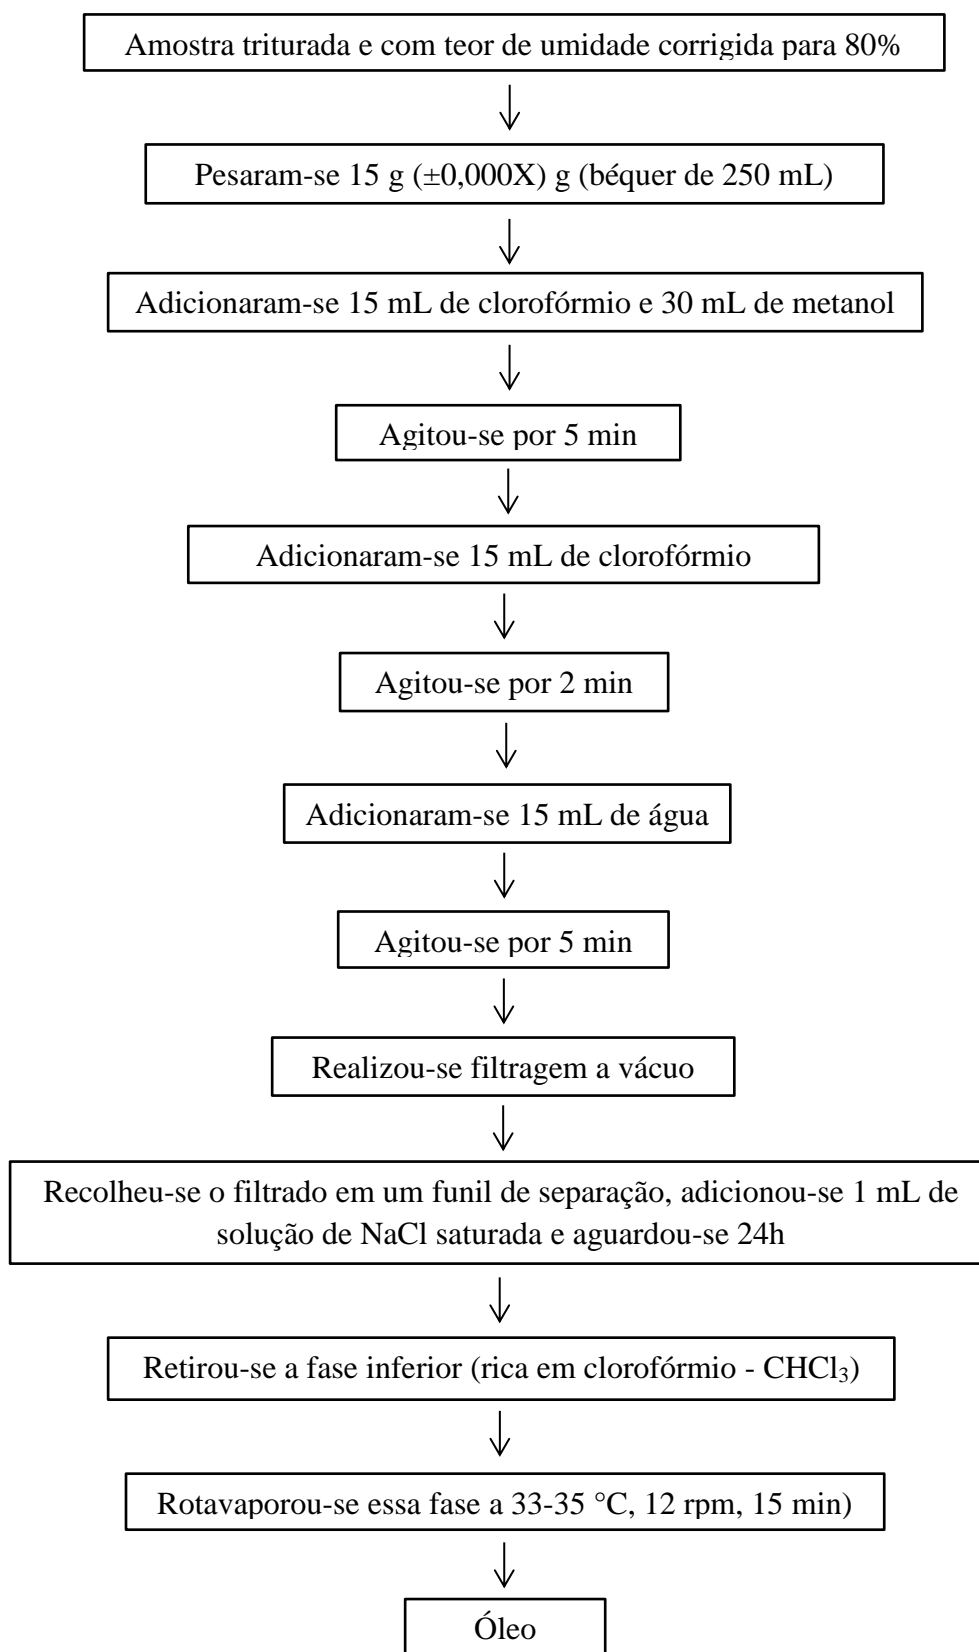 Amostra triturada e com teor de umidade corrigida para 80%
Pesaram-se 15 g (±0,000X) g (béquer de 250 mL)
Adicionaram-se 15 mL de clorofórmio e 30 mL de metanol
Agitou-se por 5 min
Adicionaram-se 15 mL de clorofórmio
Agitou-se por 2 min
Adicionaram-se 15 mL de água
Agitou-se por 5 min
Realizou-se filtragem a vácuo
Recolheu-se o filtrado em um funil de separação, adicionou-se 1 mL de
solução de NaCl saturada e aguardou-se 24h
Retirou-se a fase inferior (rica em clorofórmio - CHCl₃)
Rotavaporou-se essa fase a 33-35 °C, 12 rpm, 15 min)
Óleo